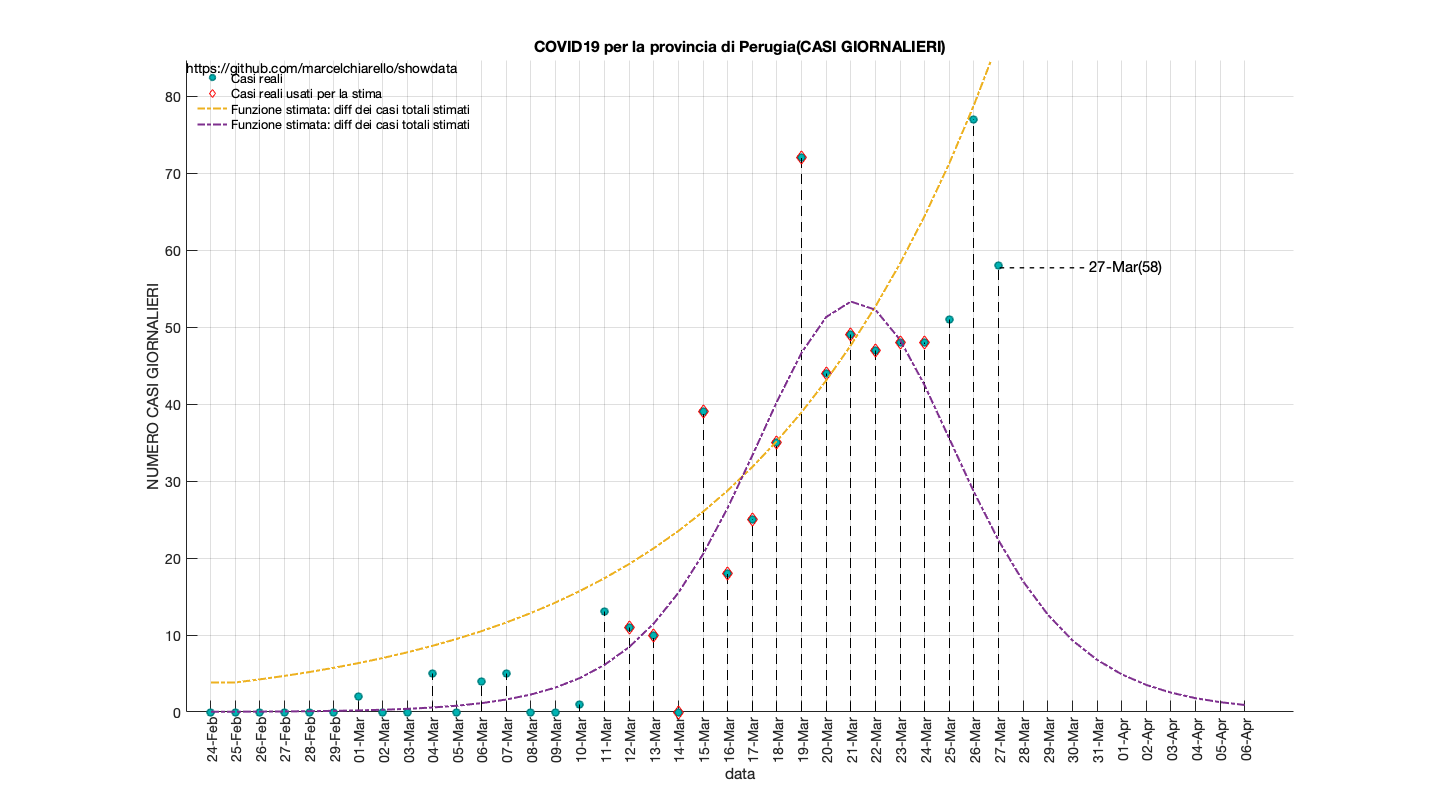 COVID19 per la provincia di Perugia(CASI GIORNALIERI)
https://github.com/marcelchiarello/showdata
Casi reali
Casi reali usati per la stima
Funzione stimata: diff dei casi totali stimati
Funzione stimata: diff dei casi totali stimati
NUMERO CASI GIORNALIERI
80
70
60
50
40
30
20
10
0
27-Mar(58)
24-Feb
25-Feb
26-Feb
27-Feb
28-Feb
29-Feb
01-Mar
02-Mar
03-Mar
04-Mar
05-Mar
06-Mar
07-Mar
08-Mar
09-Mar
10-Mar
11-Mar
12-Mar
13-Mar
14-Mar
15-Mar
16-Mar
17-Mar
18-Mar
19-Mar
20-Mar
21-Mar
22-Mar
23-Mar
24-Mar
25-Mar
26-Mar
27-Mar
28-Mar
29-Mar
30-Mar
31-Mar
01-Apr
02-Apr
03-Apr
04-Apr
05-Apr
06-Apr
data